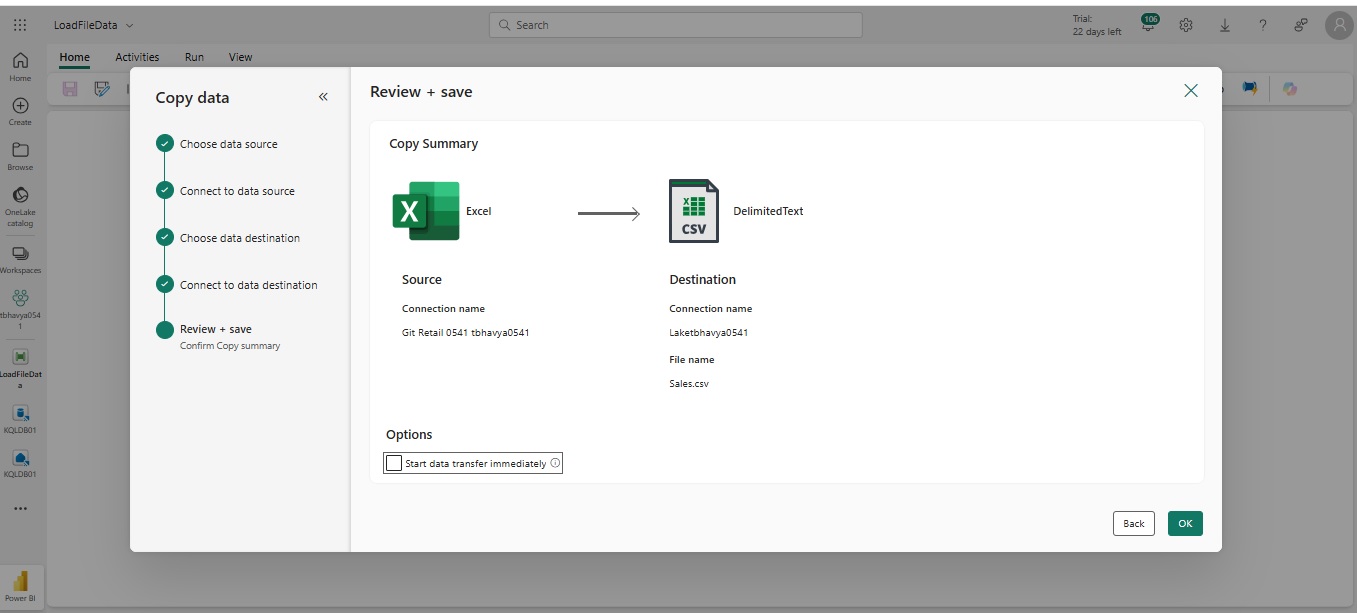 LoadFileData
Search
Trial:
22 days left
106
Home
Activities
Run
View
Home
Create
Browse
OneLake
catalog
Workspaces
tbhavya054
1
LoadFileDat
a
KQLDB01
KQLDB01
Power BI
Copy data
Choose data source
Connect to data source
Choose data destination
Connect to data destination
Review + save
Confirm Copy summary
Review + save
Copy Summary
X
Excel
X
CSV
DelimitedText
Source
Connection name
Git Retail 0541 tbhavya0541
Destination
Connection name
Laketbhavya0541
File name
Sales.csv
Options
Start data transfer immediately
Back
OK